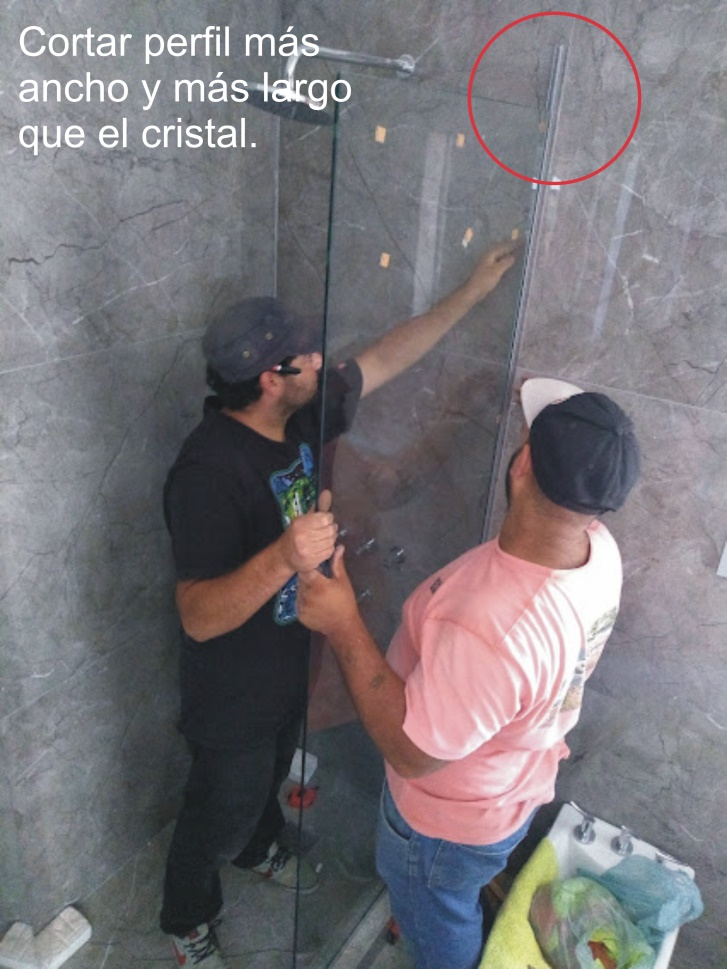 Cortar perfil más
ancho y más largo
que el cristal.